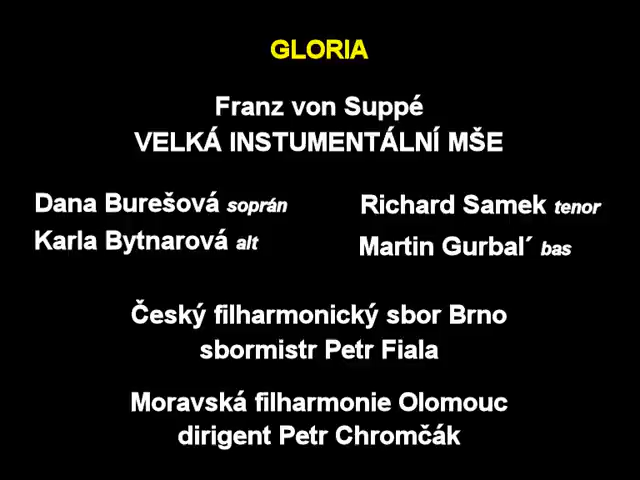 GLORIA
Franz von Suppé
VELKÁ INSTUMENTÁLNÍ MŠE
Dana Burešová soprán
Richard Samek tenor
Karla Bytnarová alt
Martin Gurbal´ bas
Český filharmonický sbor Brno
sbormistr Petr Fiala
Moravská filharmonie Olomouc
dirigent Petr Chromčák